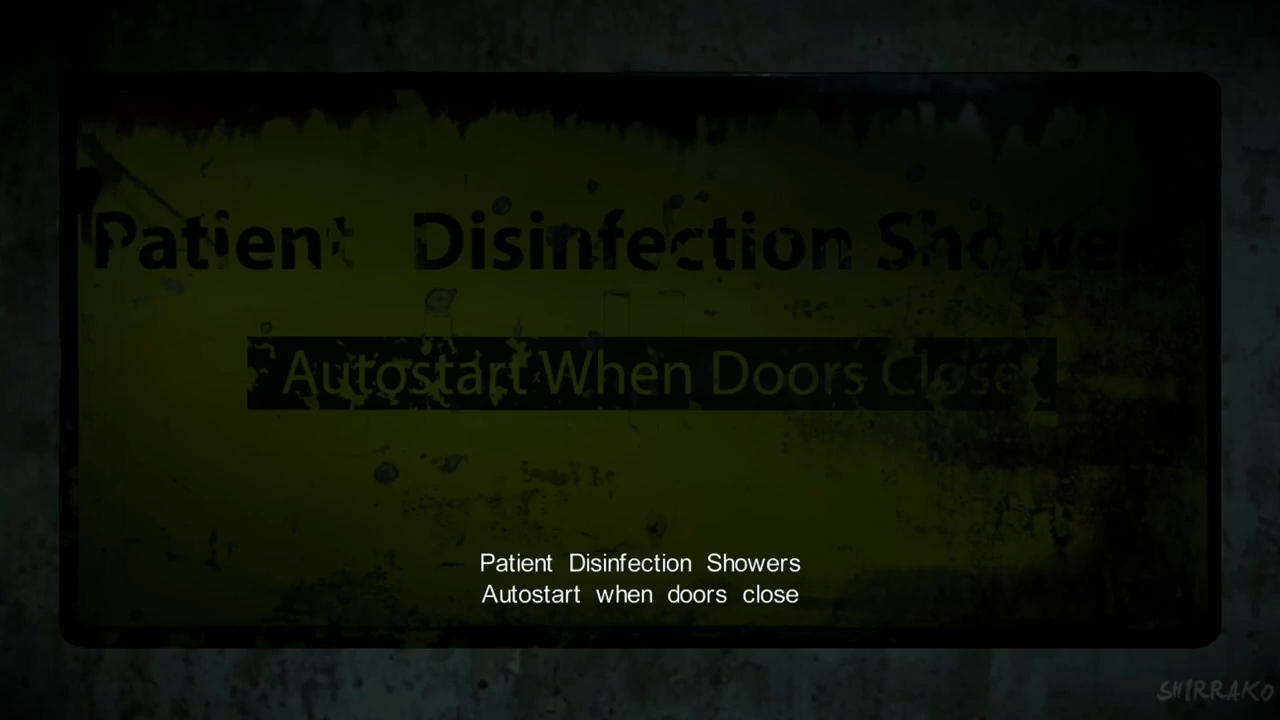 Patient Disinfection Showers
Autostart When Doors Close
Patient Disinfection Showers
Autostart when doors close
SHIRRAKO